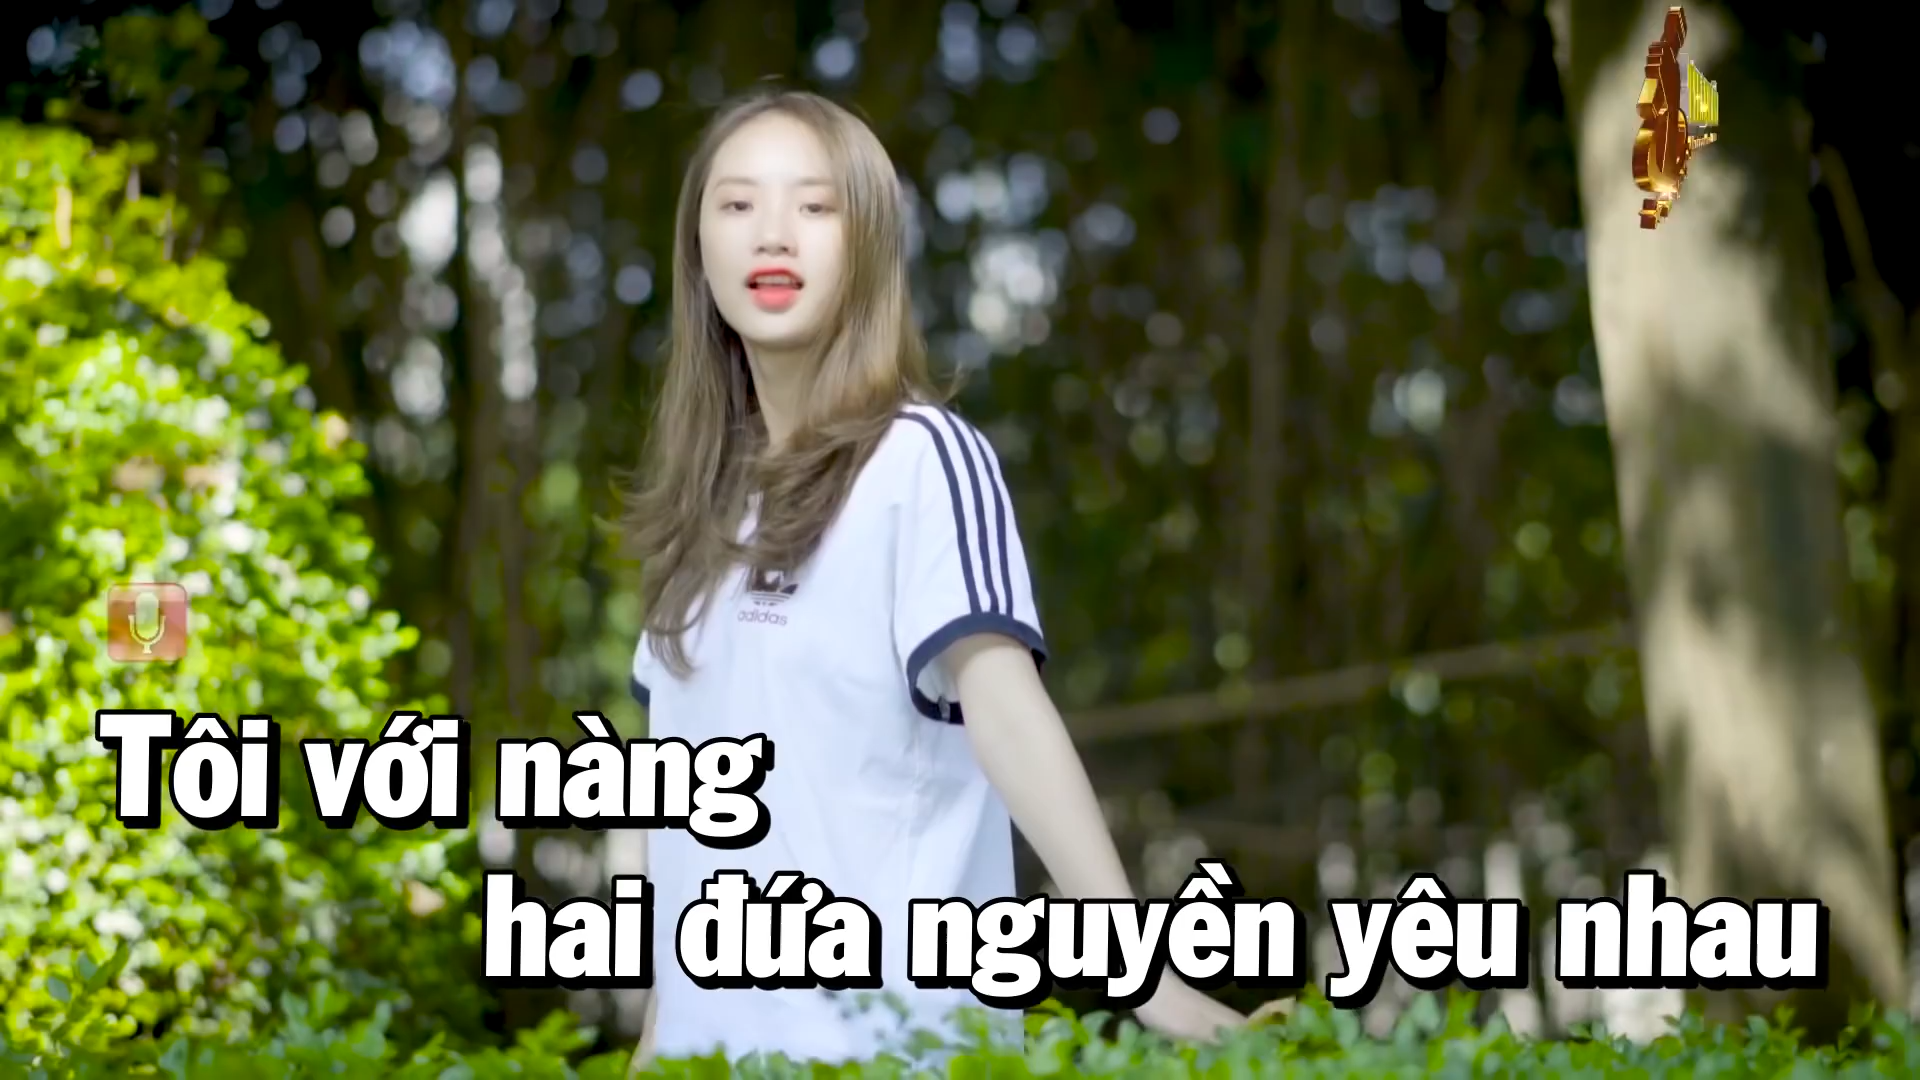 adidas
Tôi với nàng
hai đứa nguyền yêu nhau